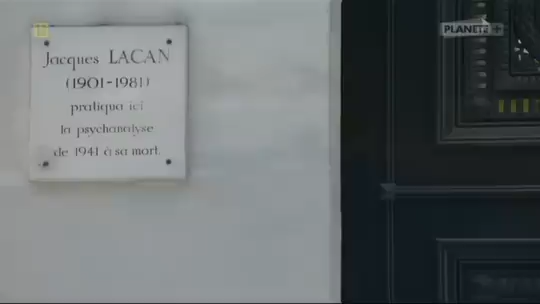 Jacques LACAN
(1901-1981)
pratiqua ici
la psychanalyse
de 1941 à sa mort.
PLANETE+